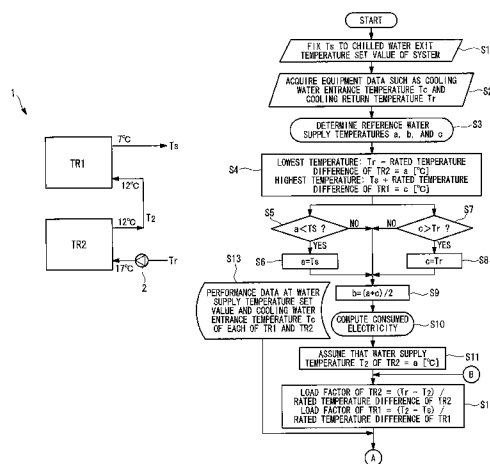 START
FIX Ts TO CHILLED WATER EXIT
TEMPERATURE SET VALUE OF SYSTEM
S1
ACQUIRE EQUIPMENT DATA SUCH AS COOLING
WATER ENTRANCE TEMPERATURE Tc AND
COOLING RETURN TEMPERATURE Tr
S2
DETERMINE REFERENCE WATER
SUPPLY TEMPERATURES a, b, AND c
S3
S4
LOWEST TEMPERATURE: Tr − RATED TEMPERATURE
DIFFERENCE OF TR2 = a [°C]
HIGHEST TEMPERATURE: Ts + RATED TEMPERATURE
DIFFERENCE OF TR1 = c [°C]
S5
a<TS ?
NO
YES
S6
a=Ts
S7
c>Tr ?
NO
YES
c=Tr
S8
b=(a+c)/2
S9
COMPUTE CONSUMED
ELECTRICITY
S10
ASSUME THAT WATER SUPPLY
TEMPERATURE T2 OF TR2 = a [°C]
S11
B
S13
PERFORMANCE DATA AT WATER
SUPPLY TEMPERATURE SET
VALUE AND COOLING WATER
ENTRANCE TEMPERATURE Tc
OF EACH OF TR1 AND TR2
LOAD FACTOR OF TR2 = (Tr − T2) /
RATED TEMPERATURE DIFFERENCE OF TR2
LOAD FACTOR OF TR1 = (T2 − Ts) /
RATED TEMPERATURE DIFFERENCE OF TR1
S1
A
1
TR1
7°C
Ts
12°C
T2
TR2
12°C
17°C
Tr
2